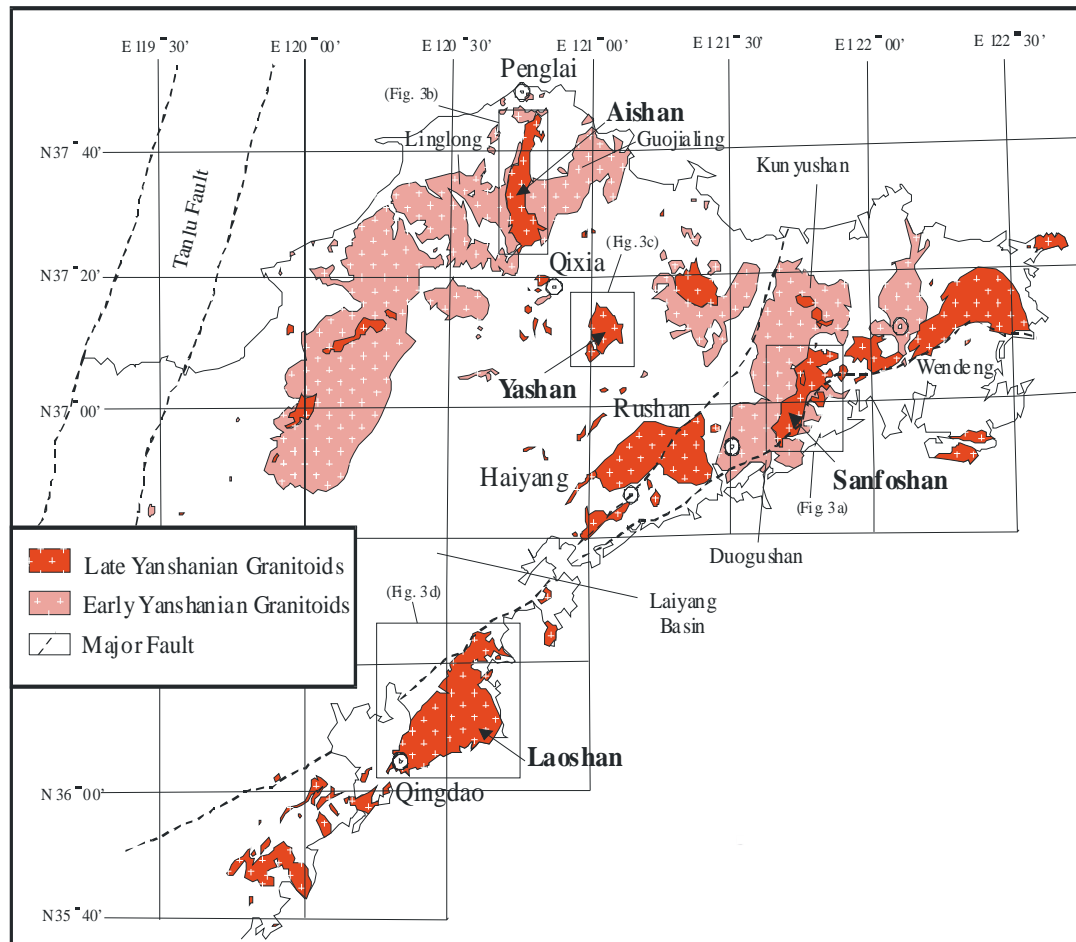 E 119°30’
E 120°00’
E 120°30’
E 121°00’
E 121°30’
E 122°00’
E 122°30’
Penglai
(Fig. 3b)
Aishan
Linglong
Guojialing
N37°40’
Kunyushan
Tanlu Fault
(Fig. 3c)
Qixia
N37°20’
Wendeng
Yashan
Rushan
N37°00’
Haiyang
Sanfoshan
(Fig. 3a)
Duogushan
Late Yanshanian Granitoids
Early Yanshanian Granitoids
Major Fault
(Fig. 3d)
Laiyang
Basin
Laoshan
Qingdao
N 36°00’
N35°40’